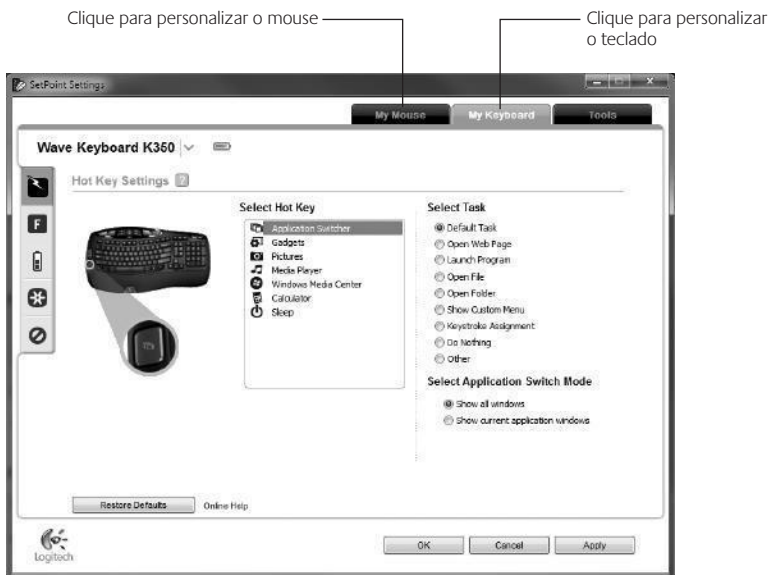 Clique para personalizar o mouse
Clique para personalizar
o teclado
SetPoint Settings
My Mouse
My Keyboard
Tools
Wave Keyboard K350
Hot Key Settings ?
Select Hot Key
Application Switcher
Gadgets
Pictures
Media Player
Windows Media Center
Calculator
Sleep
Select Task
Default Task
Open Web Page
Launch Program
Open File
Open Folder
Show Custom Menu
Keystroke Assignment
Do Nothing
Other
Select Application Switch Mode
Show all windows
Show current application windows
Restore Defaults
Online Help
Logitech
OK
Cancel
Apply
F